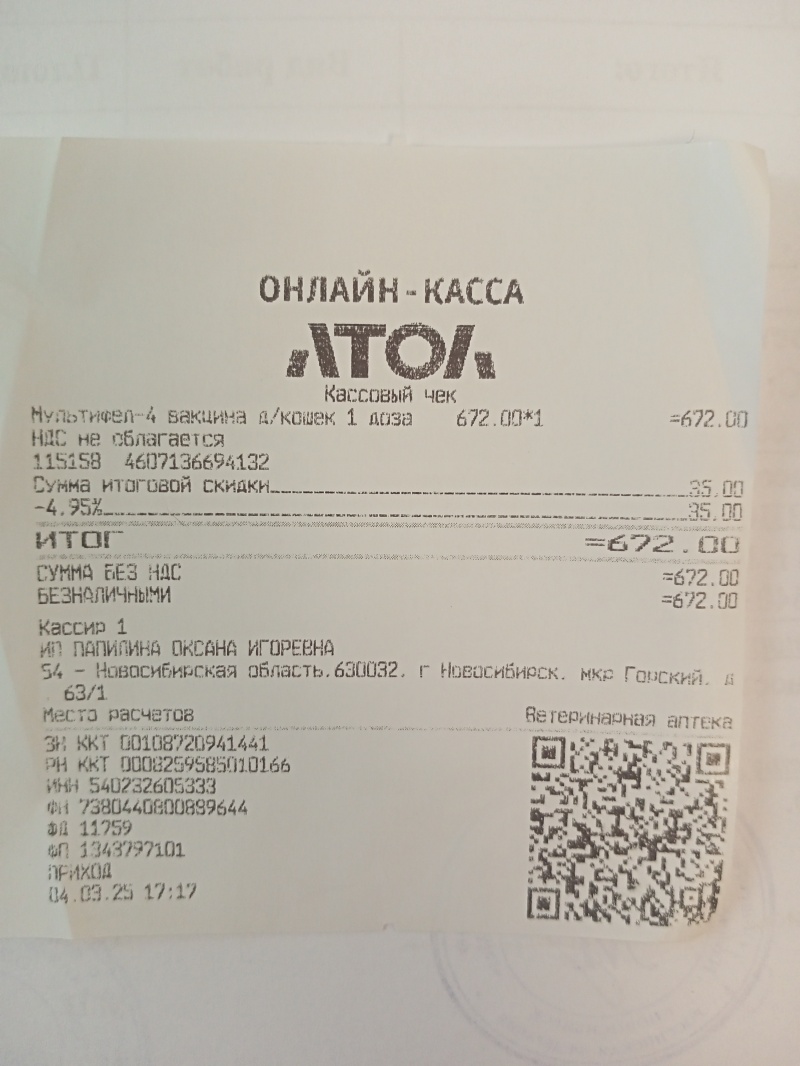 ОНЛАЙН-КАССА
АТОЛ
Кассовый чек
Мультифел-4 вакцина д/кошек 1 доза 672.00*1 =672.00
НДС не облагается
115158 4607136694132
Сумма итоговой скидки 35.00
-4.95% 35.00
ИТОГ =672.00
СУММА БЕЗ НДС =672.00
БЕЗНАЛИЧНЫМИ =672.00
Кассир 1
ИП ПАПИЛИНА ОКСАНА ИГОРЕВНА
54 - Новосибирская область,630032, г Новосибирск, мкр Горский, д
63/1
Место расчетов Ветеринарная аптека
ЗН ККТ 00108720941441
РН ККТ 0008259585010166
ИНН 540232605333
ФН 7380440800889644
ФД 11759
ФП 1343797101
ПРИХОД
04.03.25 17:17